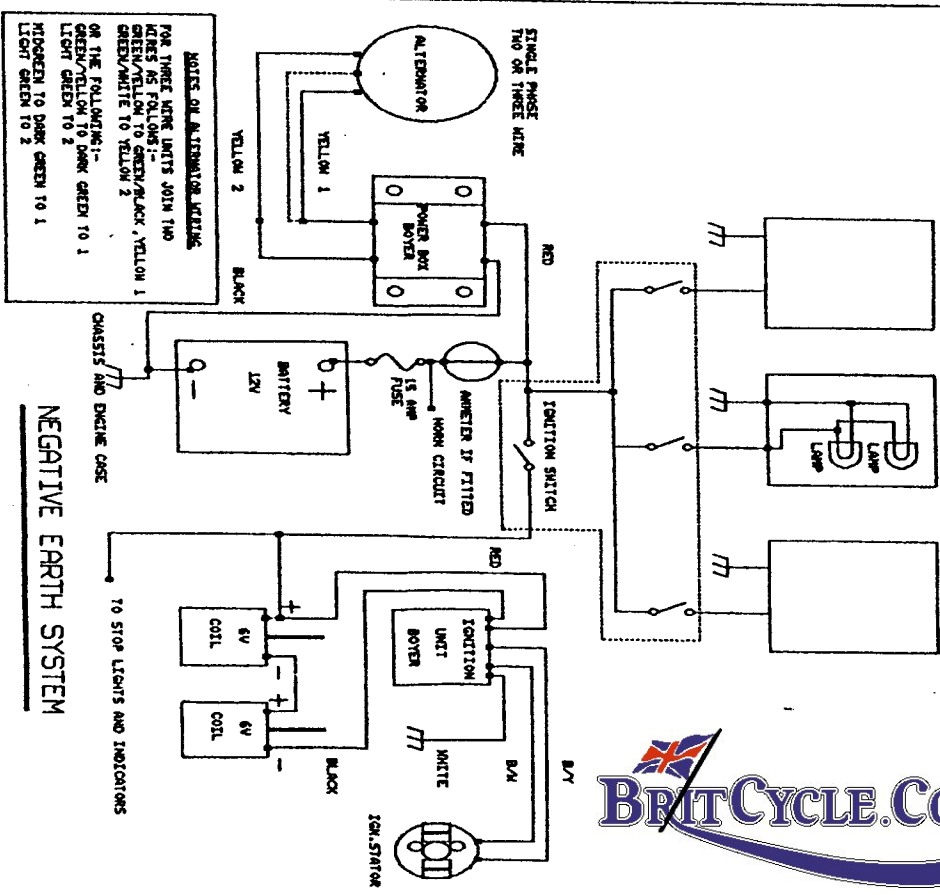 SINGLE PHASE
TWO OR THREE WIRE
ALTERNATOR
YELLOW 1
YELLOW 2
POWER BOX
BOYER
RED
BLACK
NOTES ON ALTERNATOR WIRING
FOR THREE WIRE UNITS JOIN TWO
WIRES AS FOLLOWS:-
GREEN/YELLOW TO GREEN/BLACK , YELLOW 1
GREEN/WHITE TO YELLOW 2
OR THE FOLLOWING:-
GREEN/YELLOW TO DARK GREEN TO 1
LIGHT GREEN TO 2
MIDGREEN TO DARK GREEN TO 1
LIGHT GREEN TO 2
CHASSIS AND ENGINE CASE
BATTERY
12V
+
-
15 AMP
FUSE
HORN CIRCUIT
AMMETER IF FITTED
IGNITION SWITCH
LAMP
LAMP
RED
IGNITION
UNIT
BOYER
6V
COIL
+
-
6V
COIL
+
-
BLACK
WHITE
B/W
B/Y
IGN.STATOR
TO STOP LIGHTS AND INDICATORS
NEGATIVE EARTH SYSTEM
BRITCYCLE.CO